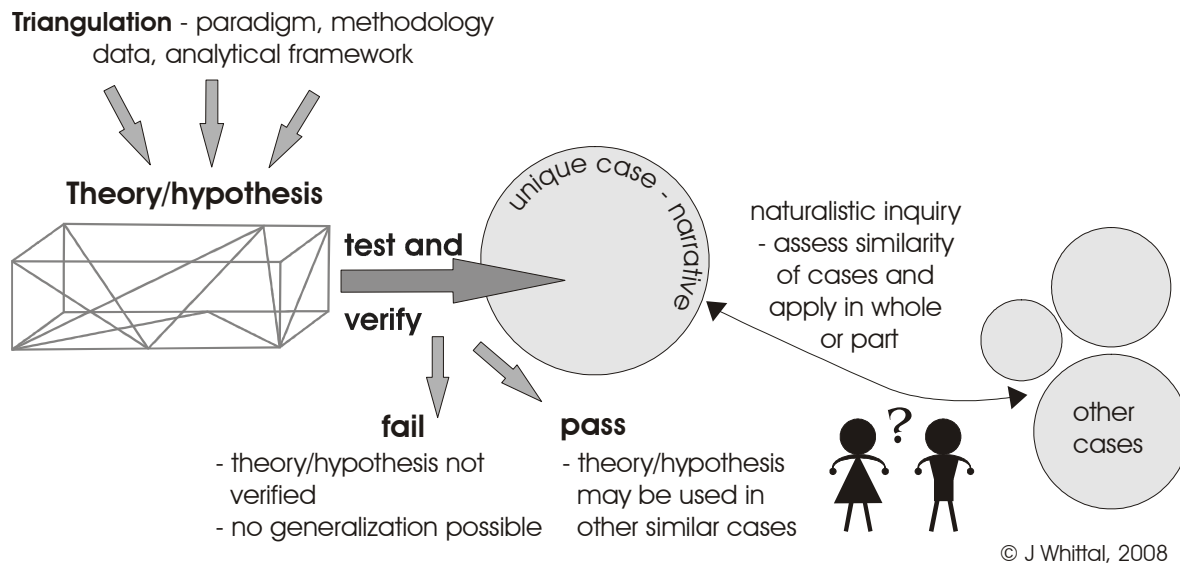 Triangulation - paradigm, methodology
data, analytical framework
Theory/hypothesis
test and
verify
unique case - narrative
naturalistic inquiry
- assess similarity
of cases and
apply in whole
or part
other
cases
?
fail
- theory/hypothesis not
verified
- no generalization possible
pass
- theory/hypothesis
may be used in
other similar cases
© J Whittal, 2008